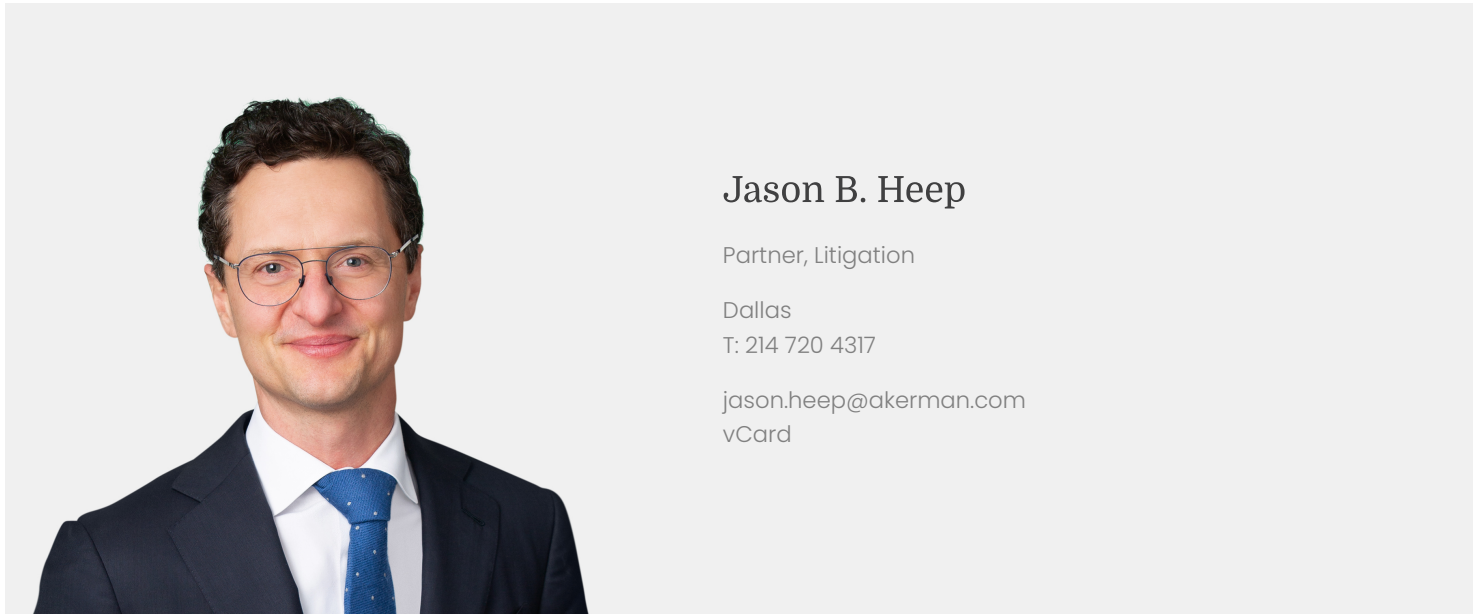 Jason B. Heep
Partner, Litigation
Dallas
T: 214 720 4317
jason.heep@akerman.com
vCard